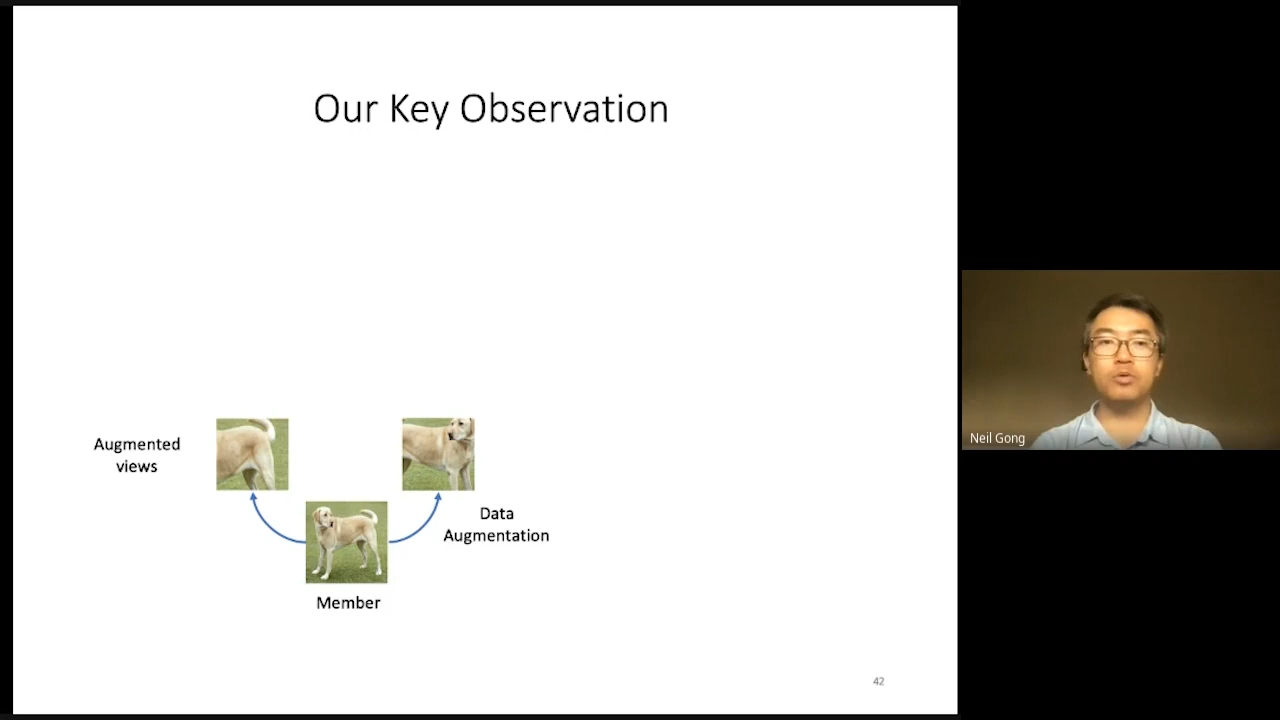 Our Key Observation
Augmented
views
Data
Augmentation
Member
42
Neil Gong